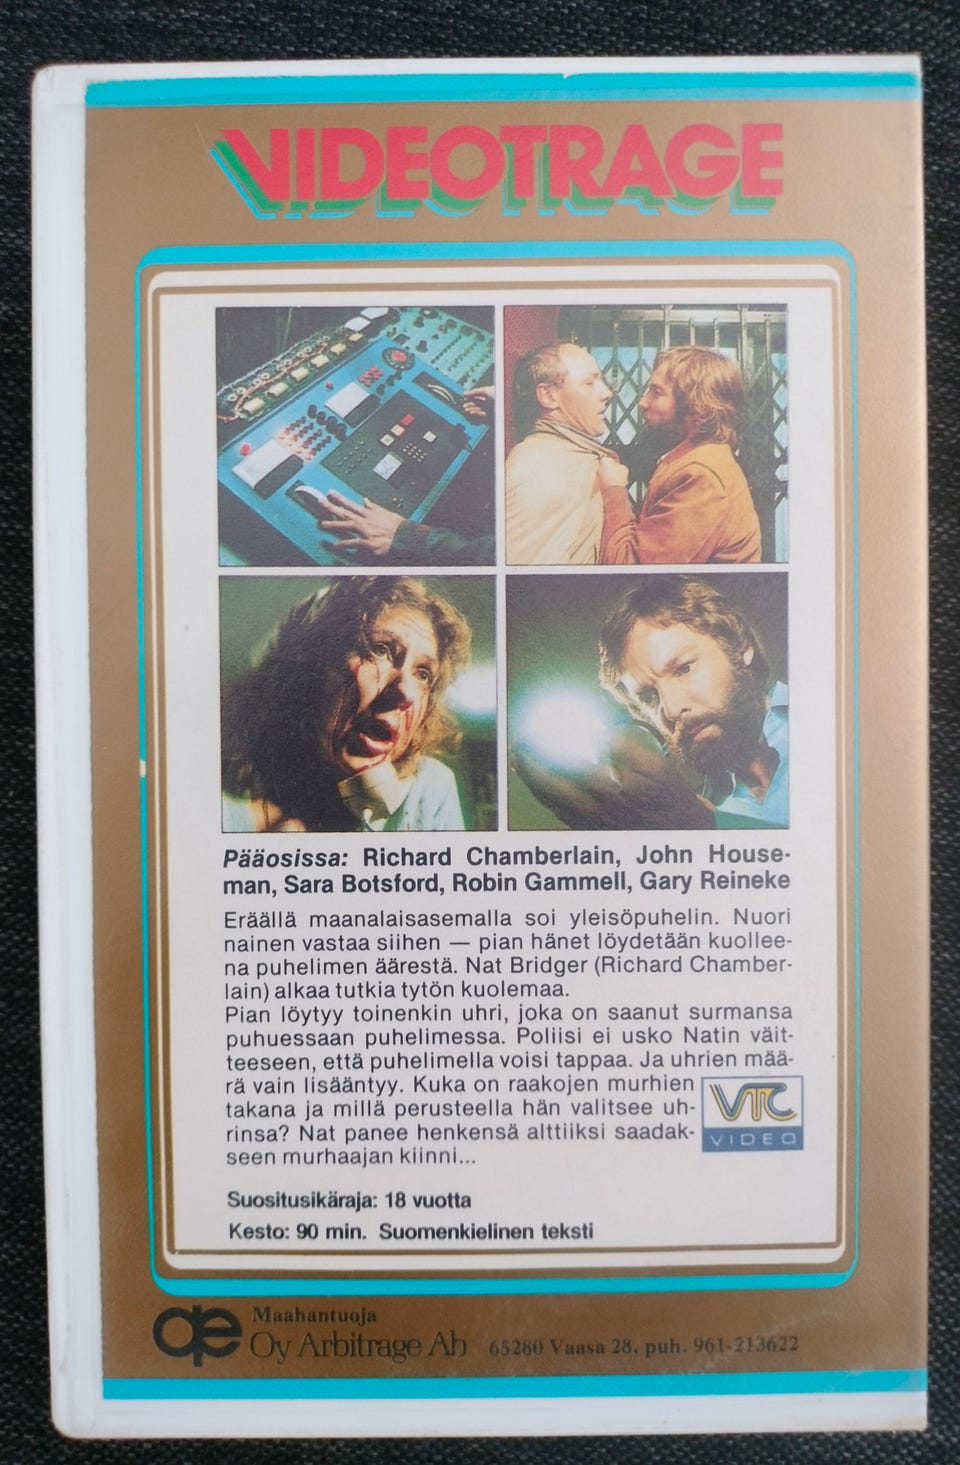 VIDEOTRAGE
Pääosissa: Richard Chamberlain, John House-
man, Sara Botsford, Robin Gammell, Gary Reineke
Eräällä maanalaisasemalla soi yleisöpuhelin. Nuori
nainen vastaa siihen — pian hänet löydetään kuollee-
na puhelimen äärestä. Nat Bridger (Richard Chamber-
lain) alkaa tutkia tytön kuolemaa.
Pian löytyy toinenkin uhri, joka on saanut surmansa
puhuessaan puhelimessa. Poliisi ei usko Natin väit-
teeseen, että puhelimella voisi tappaa. Ja uhrien mää-
rä vain lisääntyy. Kuka on raakojen murhien
takana ja millä perusteella hän valitsee uh-
rinsa? Nat panee henkensä alttiiksi saadak-
seen murhaajan kiinni...
VTC
VIDEO
Suositusikäraja: 18 vuotta
Kesto: 90 min. Suomenkielinen teksti
ae
Maahantuoja
Oy Arbitrage Ab 65280 Vaasa 28, puh. 961-213622